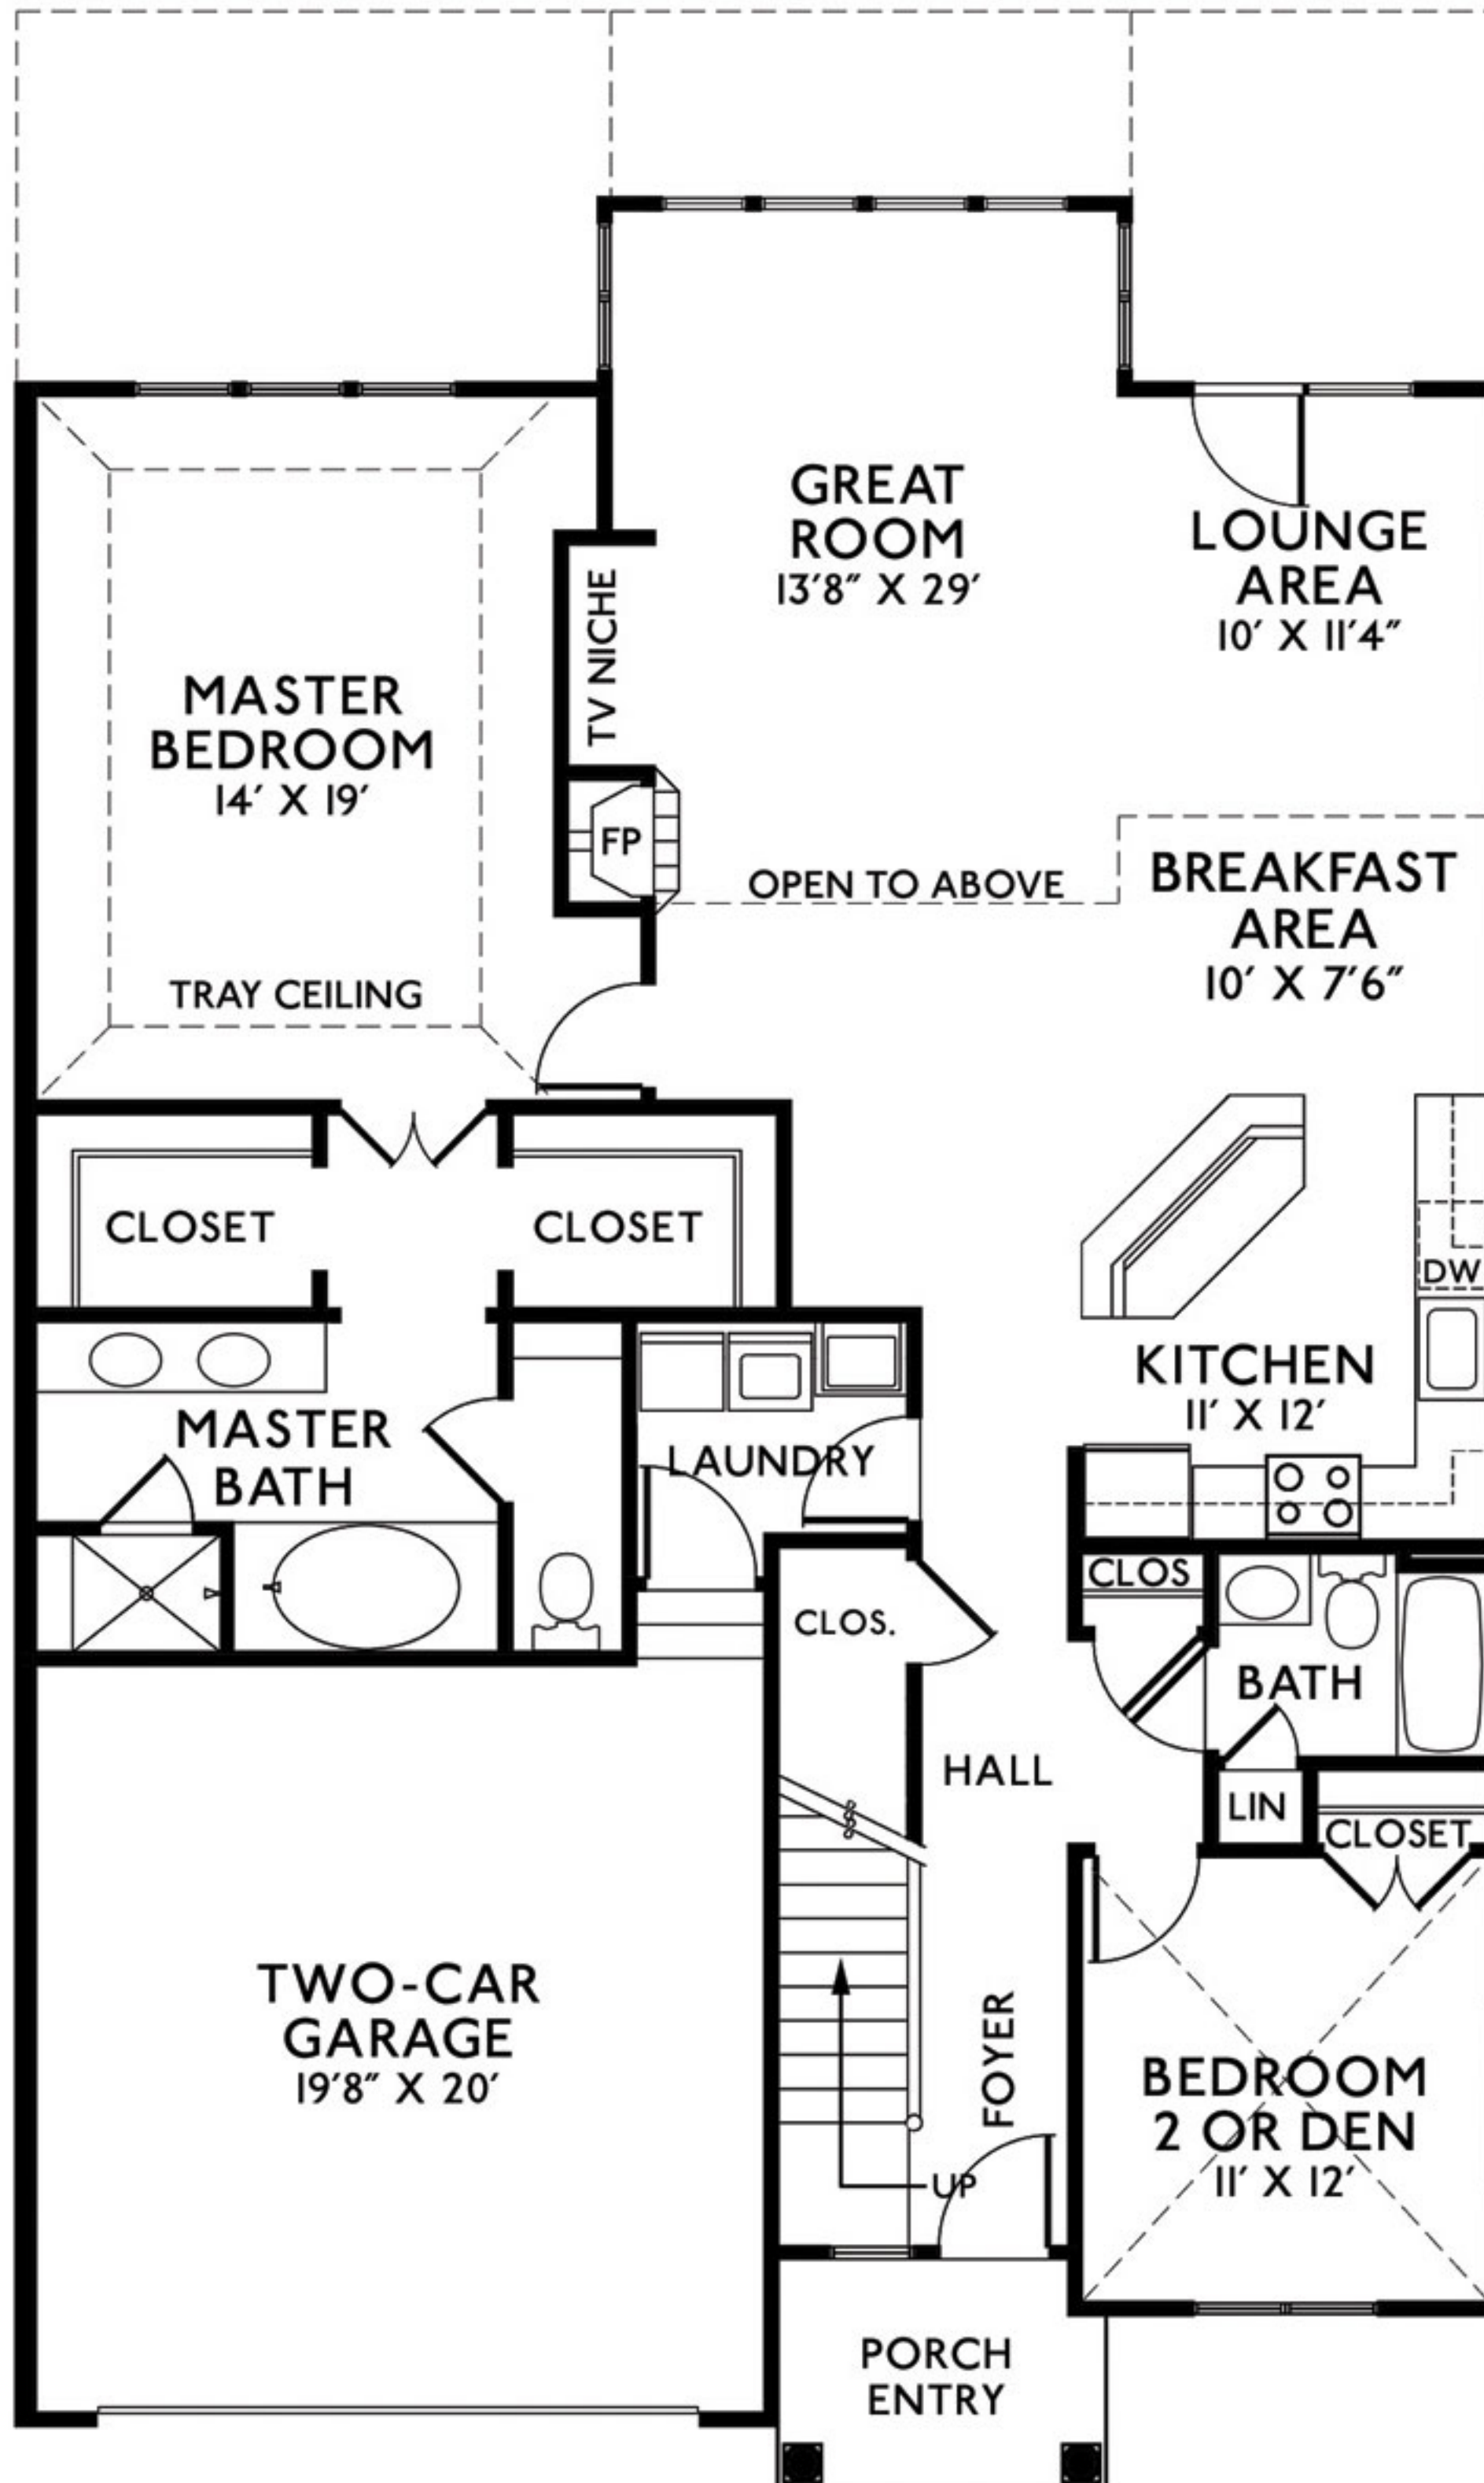 GREAT
ROOM
13'8" X 29'
LOUNGE
AREA
10' X 11'4"
TV NICHE
MASTER
BEDROOM
14' X 19'
FP
OPEN TO ABOVE
BREAKFAST
AREA
10' X 7'6"
TRAY CEILING
CLOSET
CLOSET
DW
KITCHEN
11' X 12'
MASTER
BATH
LAUNDRY
CLOS
CLOS.
BATH
HALL
LIN
CLOSET
TWO-CAR
GARAGE
19'8" X 20'
FOYER
BEDROOM
2 OR DEN
11' X 12'
UP
PORCH
ENTRY